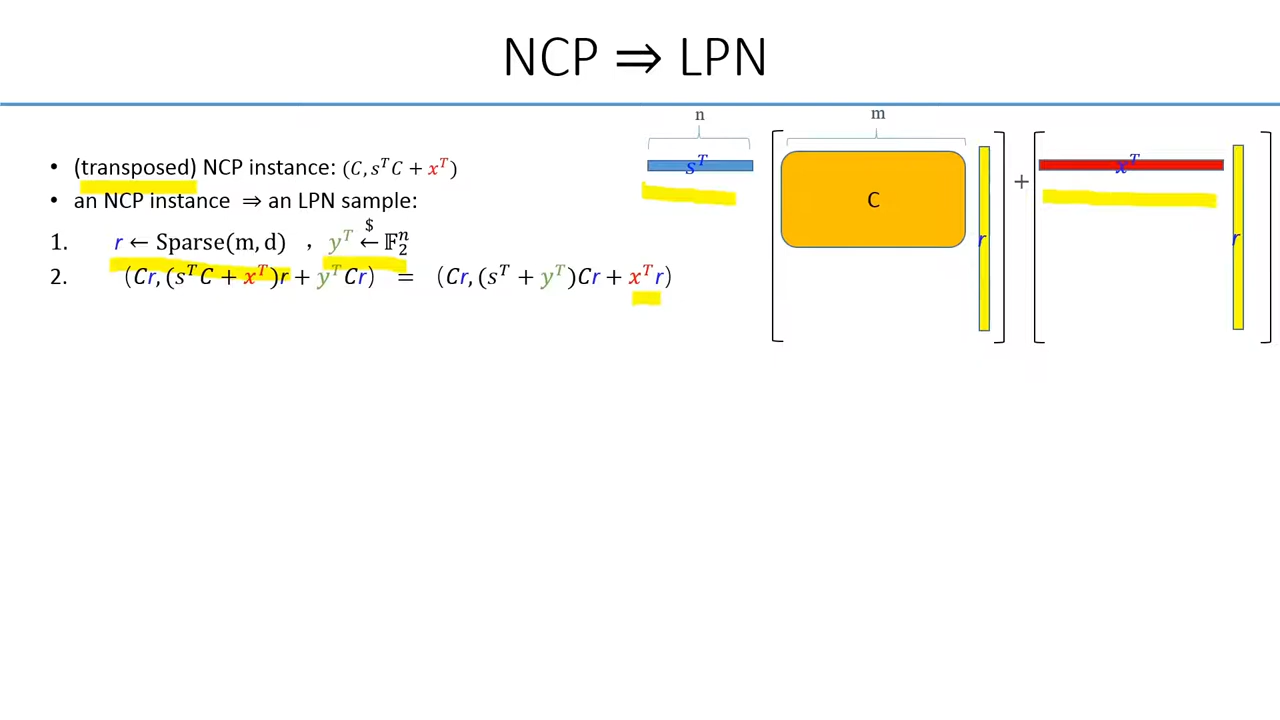 NCP ⇒ LPN
• (transposed) NCP instance: (C, sᵀC + xᵀ)
• an NCP instance ⇒ an LPN sample:
1. r ← Sparse(m, d) , yᵀ ←$ 𝔽₂ⁿ
2. (Cr, (sᵀC + xᵀ)r + yᵀCr) = (Cr, (sᵀ + yᵀ)Cr + xᵀr)
n
m
sᵀ
C
r
+
xᵀ
r